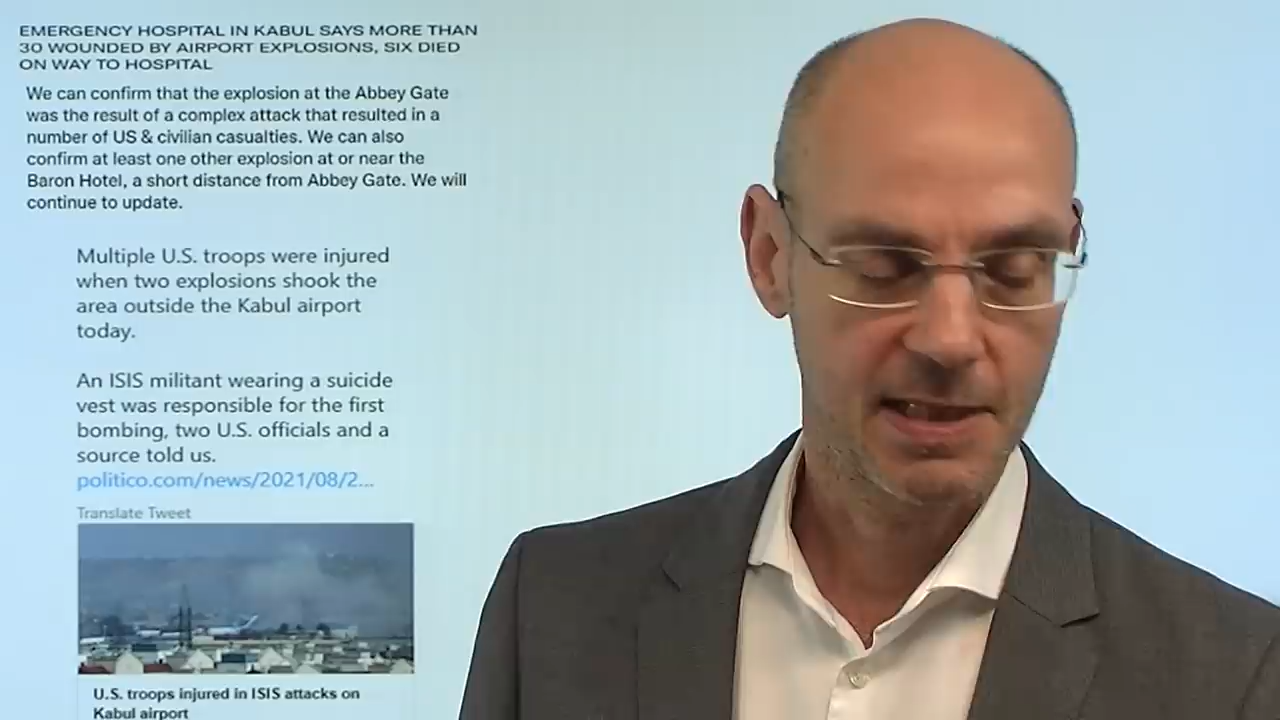 EMERGENCY HOSPITAL IN KABUL SAYS MORE THAN
30 WOUNDED BY AIRPORT EXPLOSIONS, SIX DIED
ON WAY TO HOSPITAL
We can confirm that the explosion at the Abbey Gate
was the result of a complex attack that resulted in a
number of US & civilian casualties. We can also
confirm at least one other explosion at or near the
Baron Hotel, a short distance from Abbey Gate. We will
continue to update.
Multiple U.S. troops were injured
when two explosions shook the
area outside the Kabul airport
today.
An ISIS militant wearing a suicide
vest was responsible for the first
bombing, two U.S. officials and a
source told us.
politico.com/news/2021/08/2...
Translate Tweet
U.S. troops injured in ISIS attacks on
Kabul airport